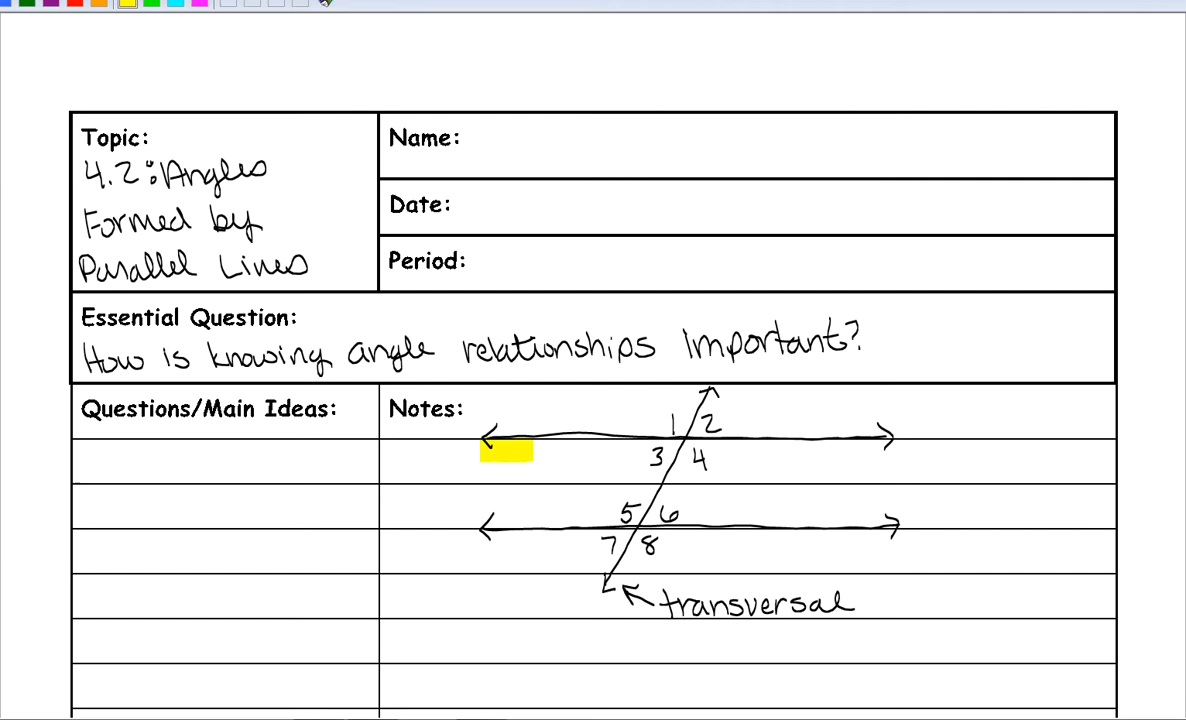 Topic:
4.2: Angles
Formed by
Parallel Lines
Name:
Date:
Period:
Essential Question:
How is knowing angle relationships important?
Questions/Main Ideas:
Notes:
1 2
3 4
5 6
7 8
transversal